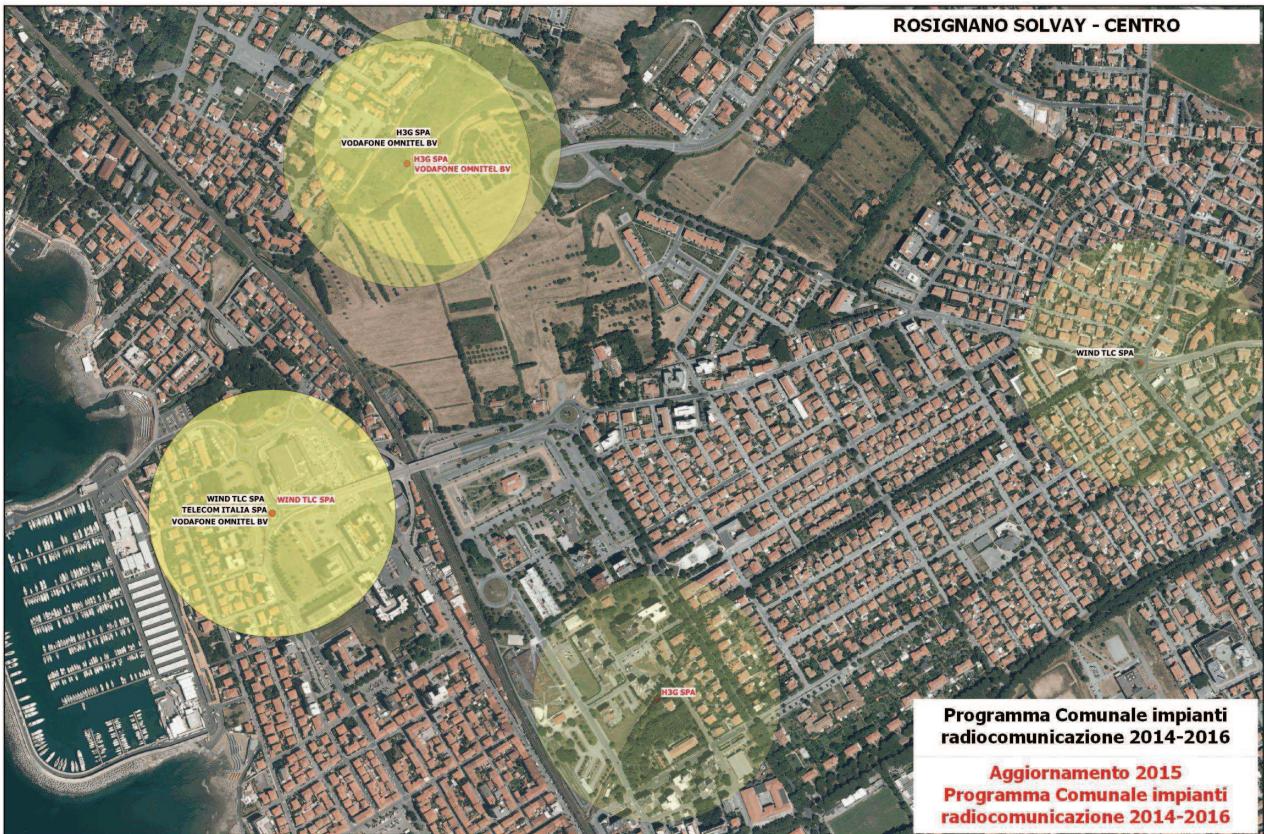 ROSIGNANO SOLVAY - CENTRO
H3G SPA
VODAFONE OMNITEL BV
H3G SPA
VODAFONE OMNITEL BV
WIND TLC SPA
WIND TLC SPA
TELECOM ITALIA SPA
VODAFONE OMNITEL BV
WIND TLC SPA
H3G SPA
Programma Comunale impianti
radiocomunicazione 2014-2016
Aggiornamento 2015
Programma Comunale impianti
radiocomunicazione 2014-2016